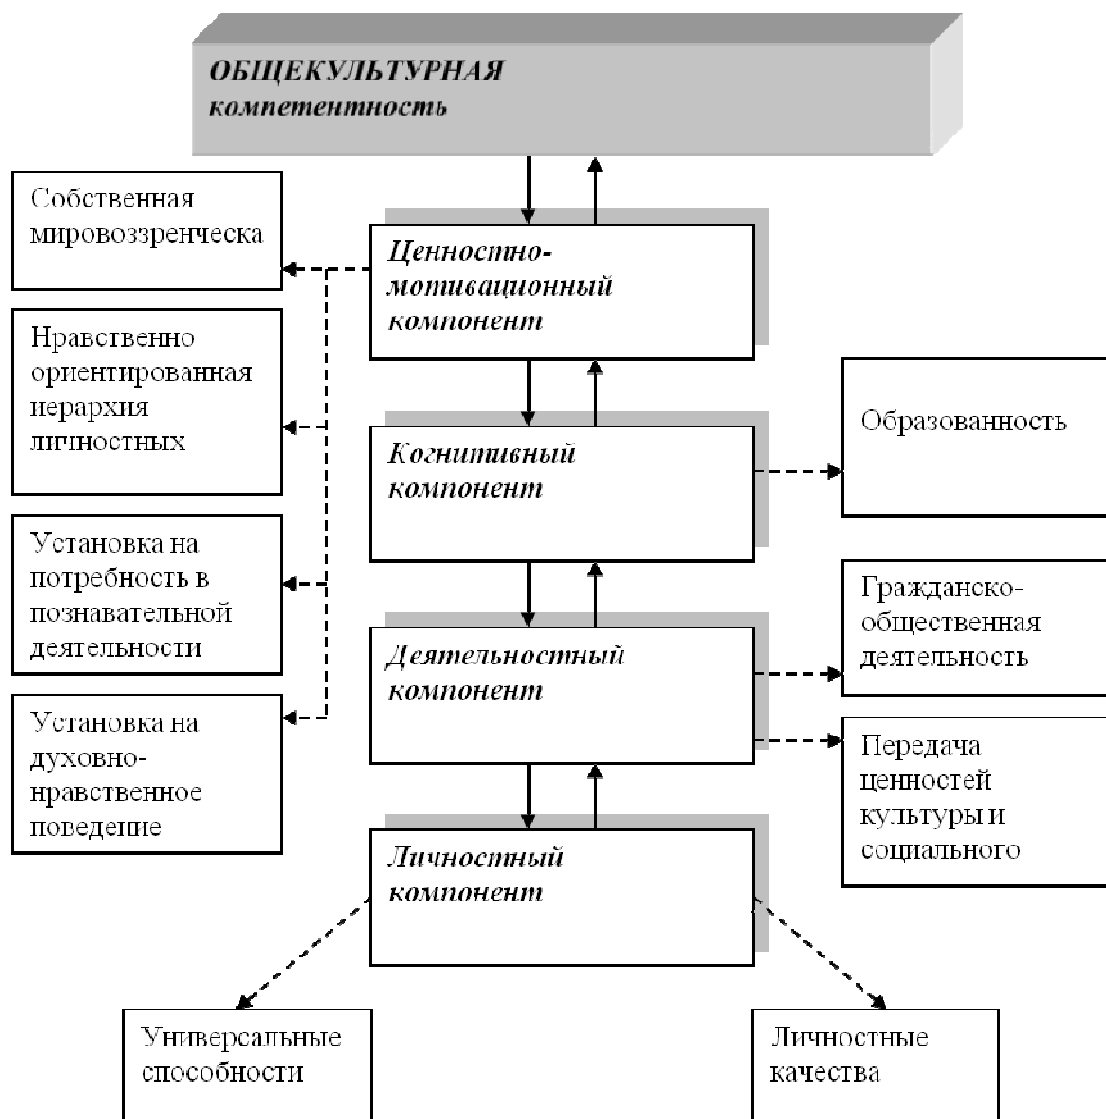 ОБЩЕКУЛЬТУРНАЯ
компетентность
Собственная
мировоззренческа
Ценностно-
мотивационный
компонент
Нравственно
ориентированная
иерархия
личностных
Образованность
Когнитивный
компонент
Установка на
потребность в
познавательной
деятельности
Гражданско-
общественная
деятельность
Деятельностный
компонент
Установка на
духовно-
нравственное
поведение
Передача
ценностей
культуры и
социального
Личностный
компонент
Универсальные
способности
Личностные
качества